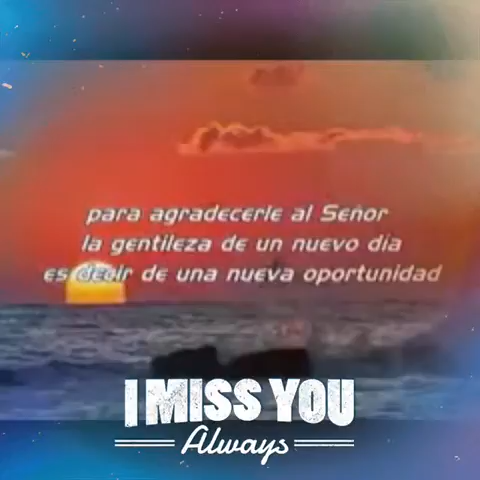 para agradecerle al Señor
la gentileza de un nuevo día
es decir de una nueva oportunidad
I MISS YOU
Always